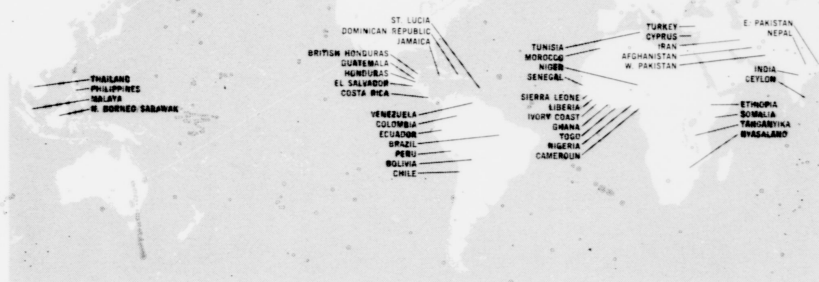 ST. LUCIA
DOMINICAN REPUBLIC
JAMAICA
BRITISH HONDURAS
GUATEMALA
HONDURAS
EL SALVADOR
COSTA RICA
THAILAND
PHILIPPINES
MALAYA
N. BORNEO/SARAWAK
VENEZUELA
COLOMBIA
ECUADOR
BRAZIL
PERU
BOLIVIA
CHILE
TUNISIA
MOROCCO
NIGER
SENEGAL
SIERRA LEONE
LIBERIA
IVORY COAST
GHANA
TOGO
NIGERIA
CAMEROUN
TURKEY
CYPRUS
IRAN
AFGHANISTAN
W. PAKISTAN
E. PAKISTAN
NEPAL
INDIA
CEYLON
ETHIOPIA
SOMALIA
TANGANYIKA
NYASALAND